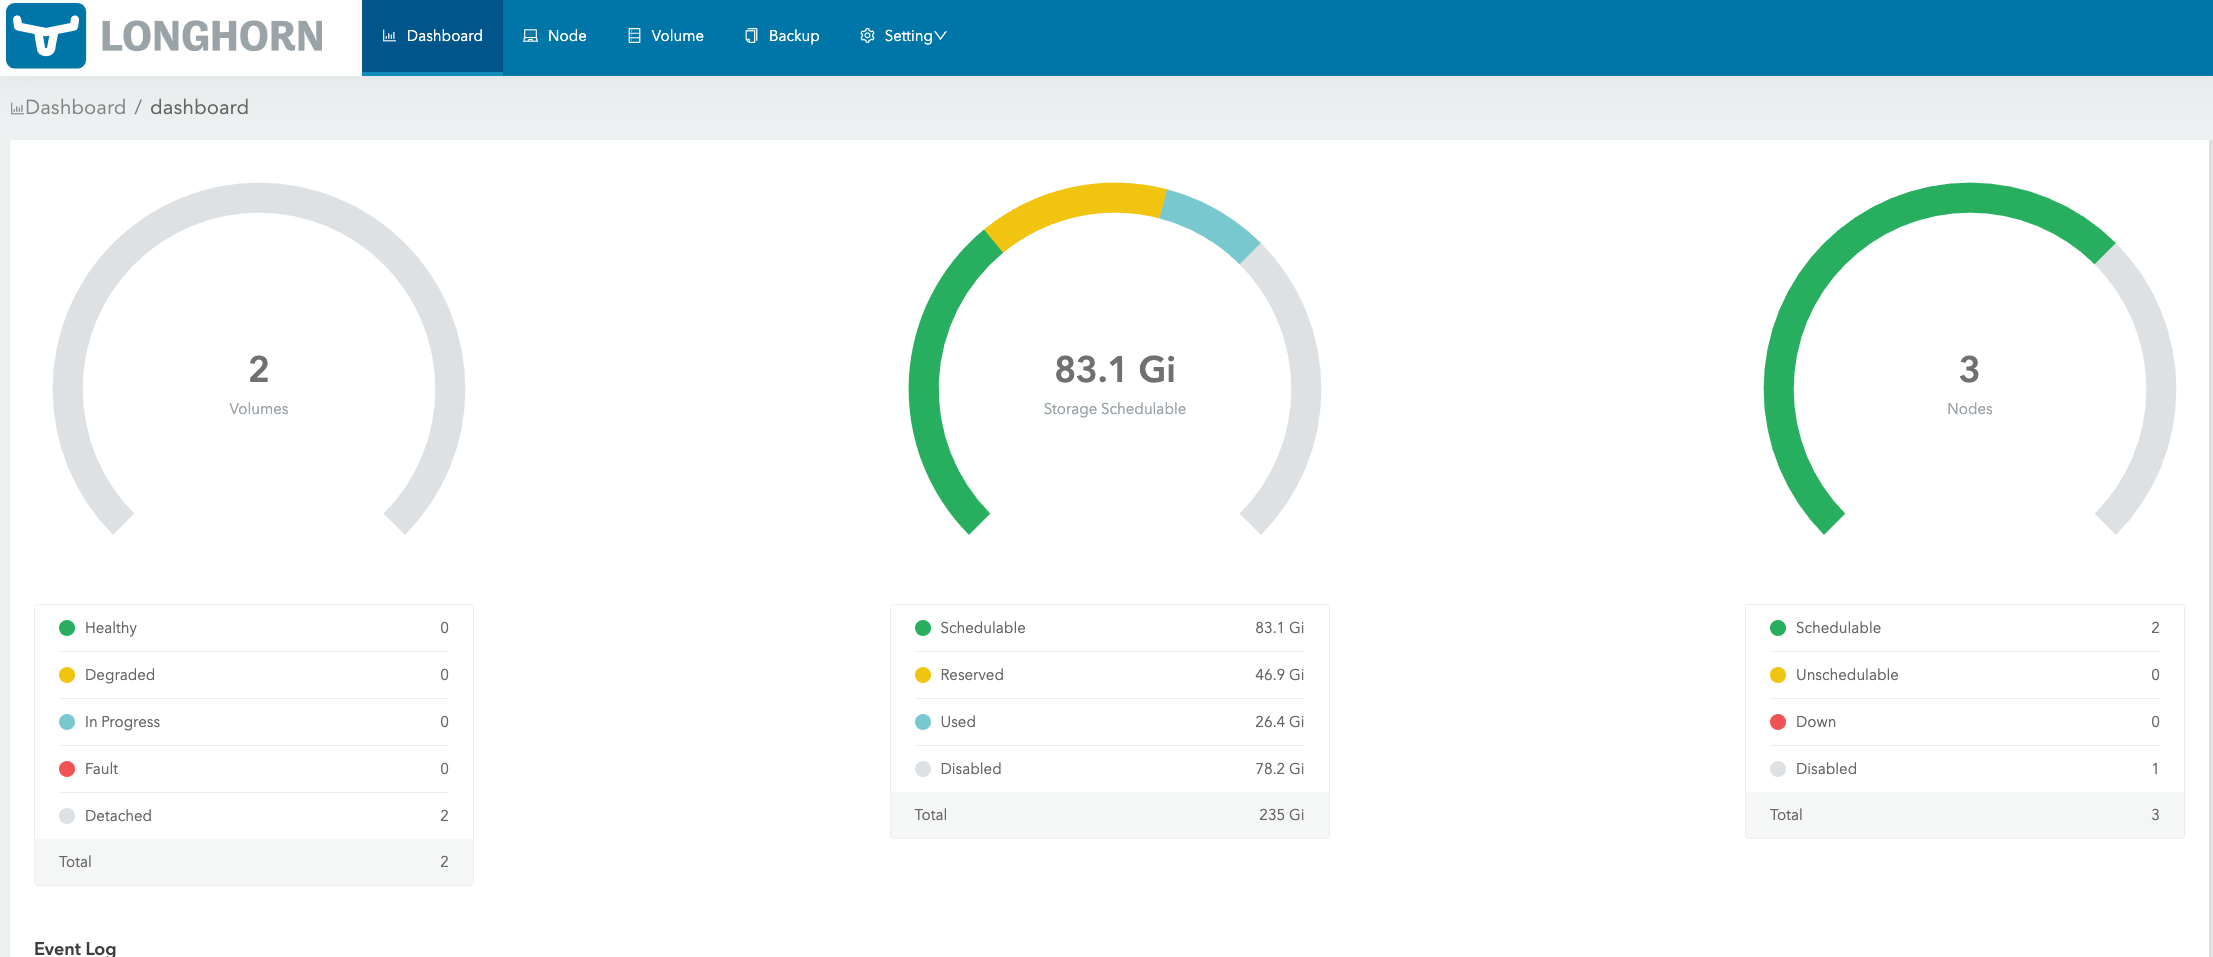 LONGHORN
Dashboard
Node
Volume
Backup
Setting
Dashboard / dashboard
2
Volumes
Healthy 0
Degraded 0
In Progress 0
Fault 0
Detached 2
Total 2
83.1 Gi
Storage Schedulable
Schedulable 83.1 Gi
Reserved 46.9 Gi
Used 26.4 Gi
Disabled 78.2 Gi
Total 235 Gi
3
Nodes
Schedulable 2
Unschedulable 0
Down 0
Disabled 1
Total 3
Event Log